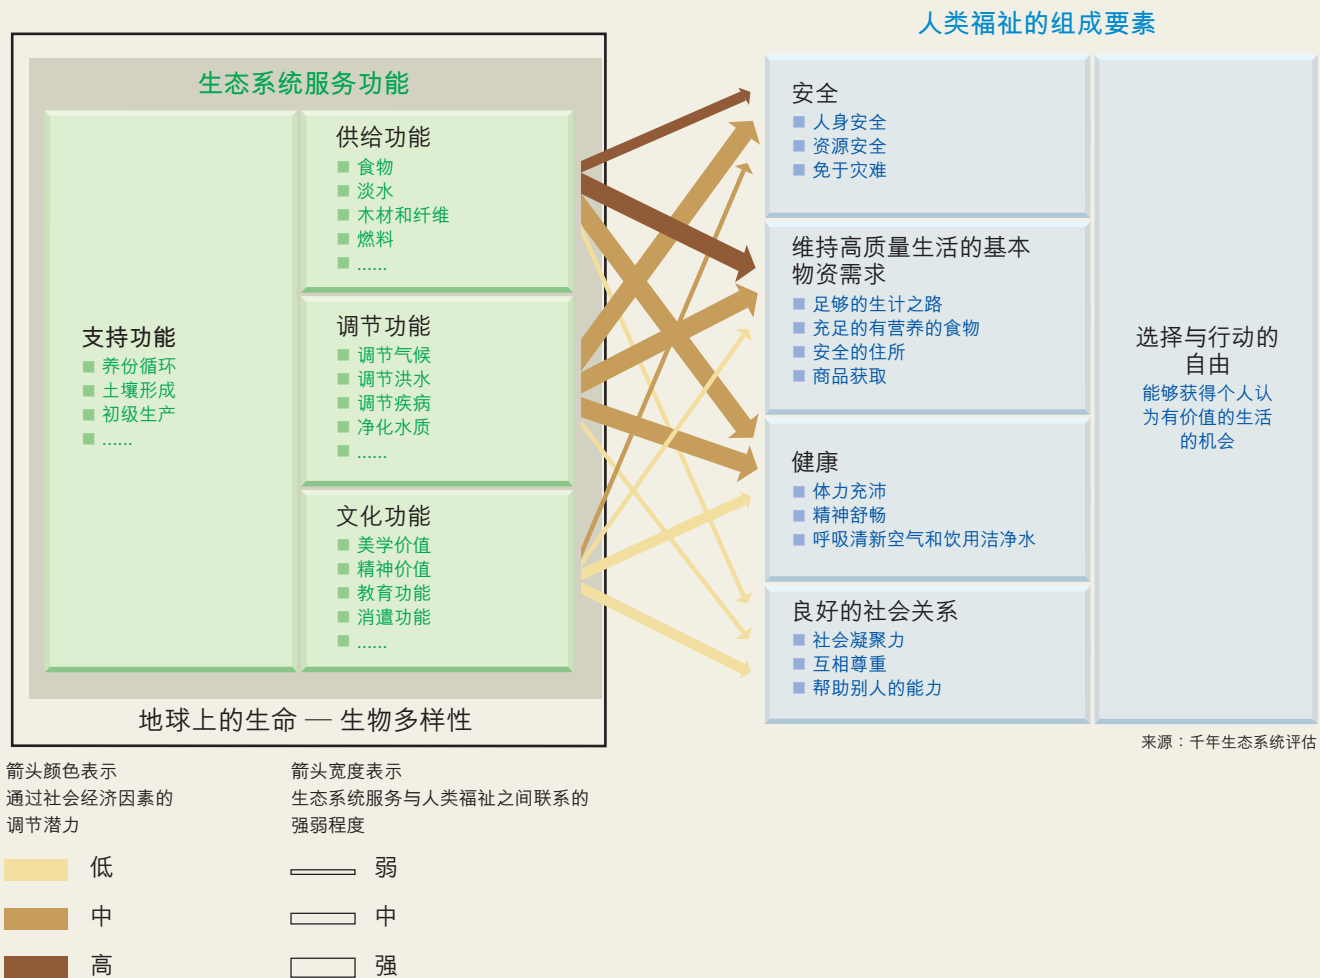 人类福祉的组成要素
生态系统服务功能
支持功能
养份循环
土壤形成
初级生产
......
供给功能
食物
淡水
木材和纤维
燃料
......
调节功能
调节气候
调节洪水
调节疾病
净化水质
......
文化功能
美学价值
精神价值
教育功能
消遣功能
......
地球上的生命 — 生物多样性
安全
人身安全
资源安全
免于灾难
维持高质量生活的基本
物资需求
足够的生计之路
充足的有营养的食物
安全的住所
商品获取
健康
体力充沛
精神舒畅
呼吸清新空气和饮用洁净水
良好的社会关系
社会凝聚力
互相尊重
帮助别人的能力
选择与行动的
自由
能够获得个人认
为有价值的生活
的机会
来源：千年生态系统评估
箭头颜色表示
通过社会经济因素的
调节潜力
低
中
高
箭头宽度表示
生态系统服务与人类福祉之间联系的
强弱程度
弱
中
强